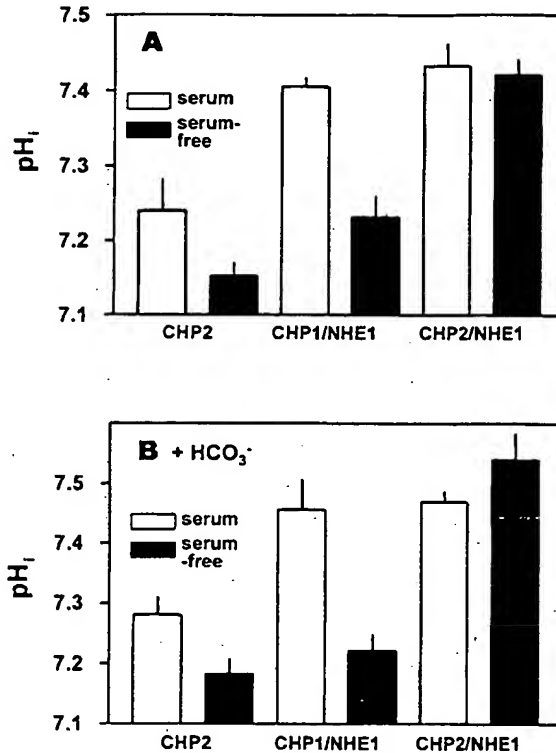 A
serum
serum-
free
pHi
7.5
7.4
7.3
7.2
7.1
CHP2 CHP1/NHE1 CHP2/NHE1
B + HCO3-
serum
serum
-free
pHi
7.5
7.4
7.3
7.2
7.1
CHP2 CHP1/NHE1 CHP2/NHE1